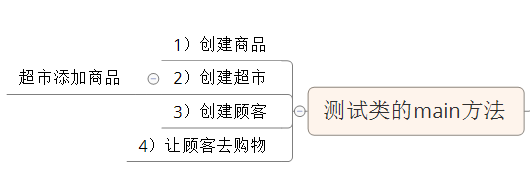 1）创建商品
超市添加商品
2）创建超市
3）创建顾客
4）让顾客去购物
测试类的main方法